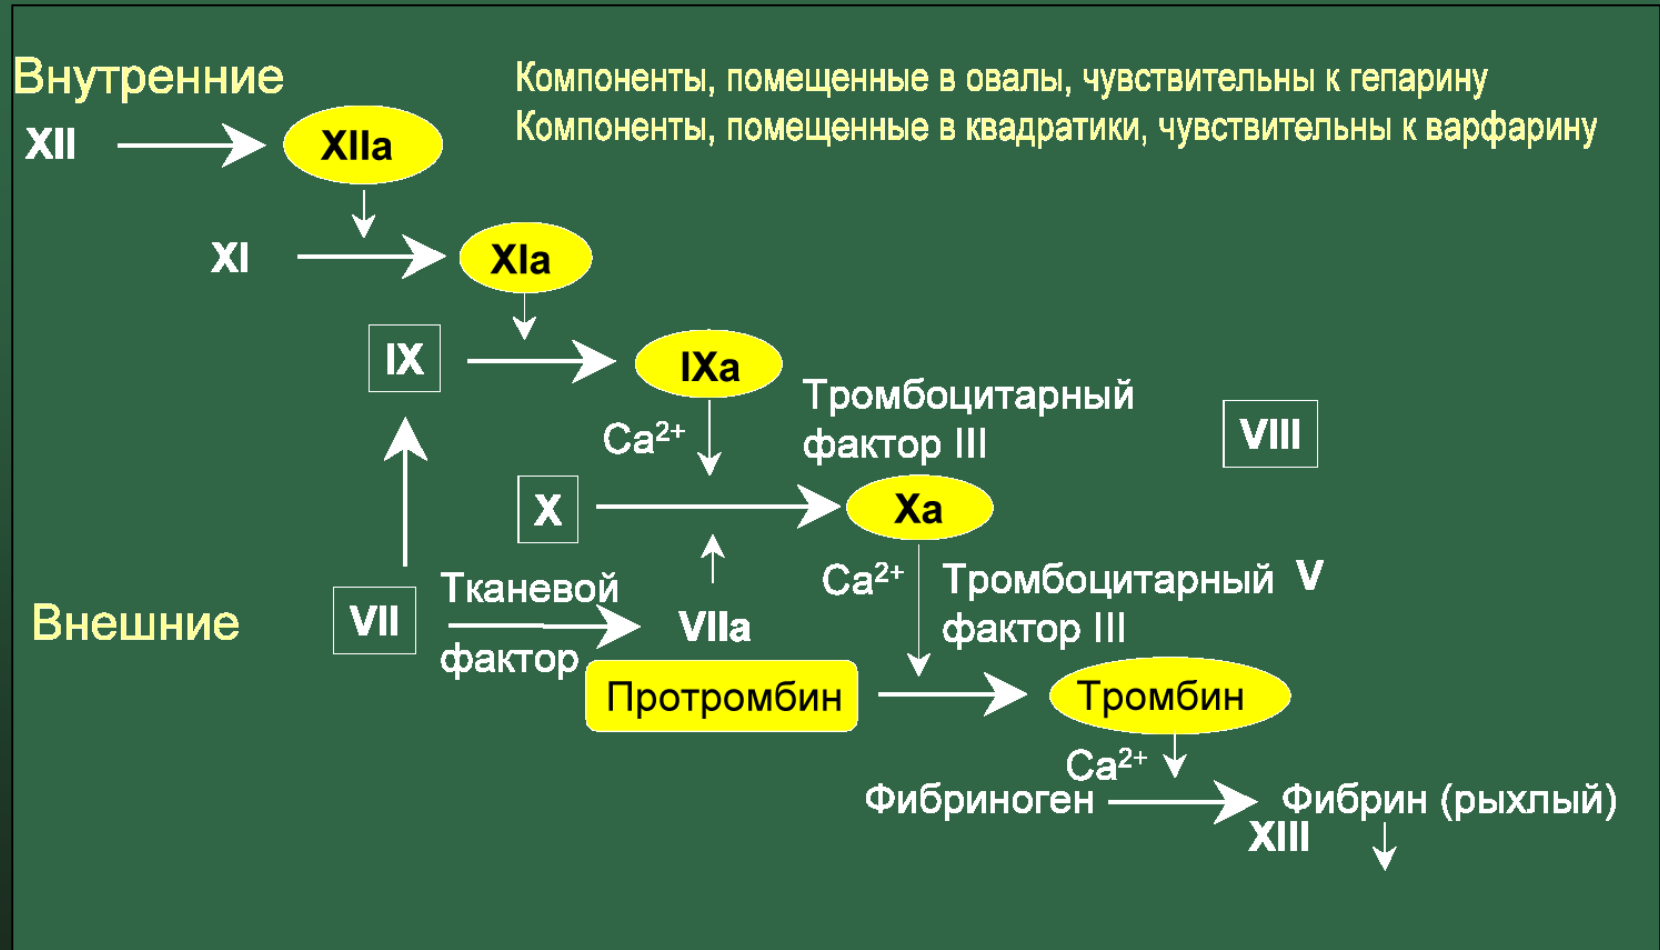 Внутренние
Компоненты, помещенные в овалы, чувствительны к гепарину
Компоненты, помещенные в квадратики, чувствительны к варфарину
XII
XIIa
XI
XIa
IX
IXa
Тромбоцитарный
фактор III
Ca²⁺
VIII
X
Xa
Ca²⁺
Тромбоцитарный V
фактор III
Внешние
VII
Тканевой
фактор
VIIa
Протромбин
Тромбин
Ca²⁺
Фибриноген
Фибрин (рыхлый)
XIII